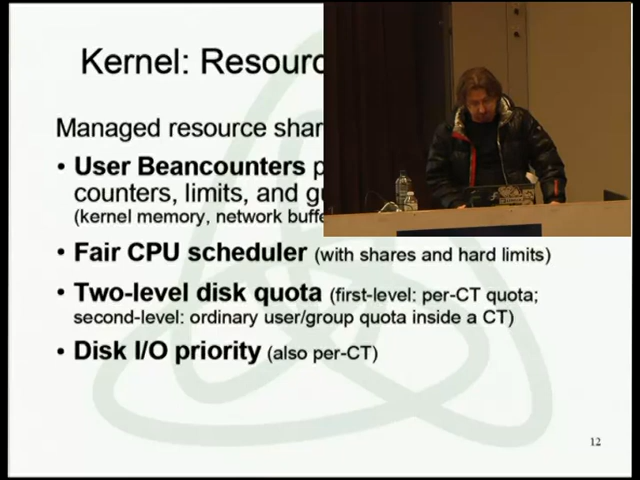 Kernel: Resourc
Managed resource shar
• User Beancounters p
counters, limits, and g
(kernel memory, network buffe
• Fair CPU scheduler (with shares and hard limits)
• Two-level disk quota (first-level: per-CT quota;
second-level: ordinary user/group quota inside a CT)
• Disk I/O priority (also per-CT)
12